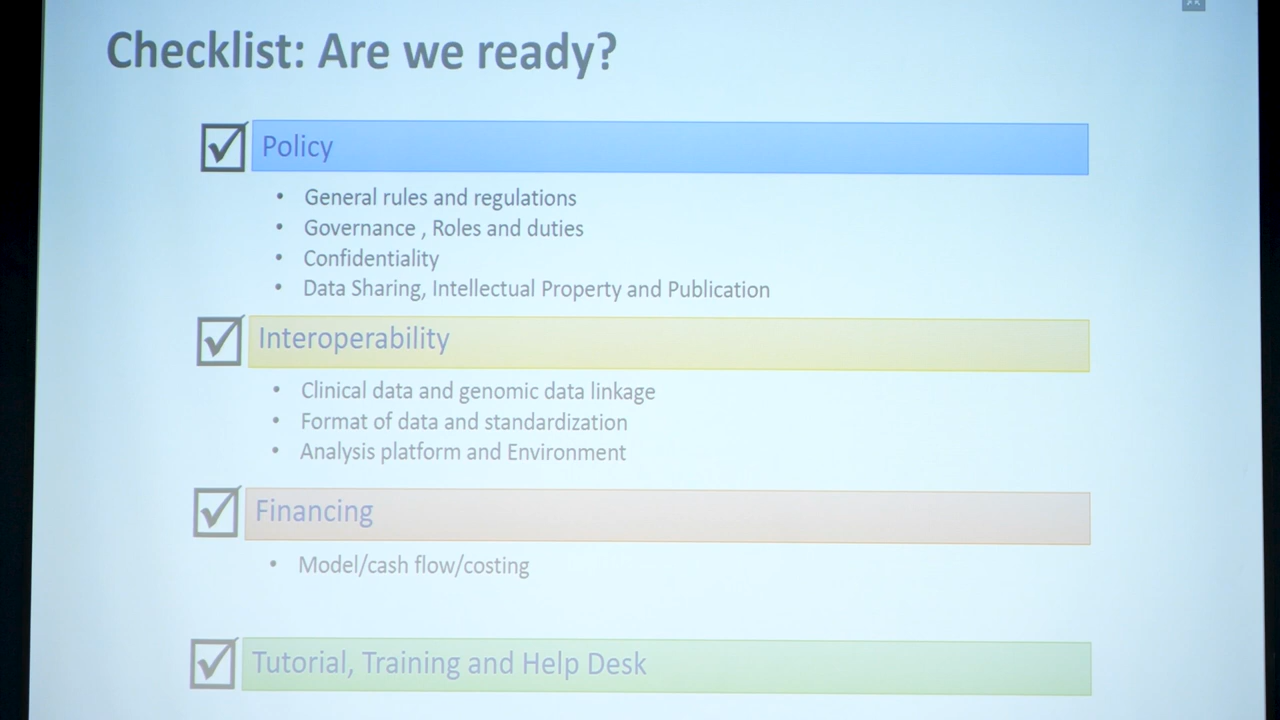 Checklist: Are we ready?
Policy
• General rules and regulations
• Governance , Roles and duties
• Confidentiality
• Data Sharing, Intellectual Property and Publication
Interoperability
• Clinical data and genomic data linkage
• Format of data and standardization
• Analysis platform and Environment
Financing
• Model/cash flow/costing
Tutorial, Training and Help Desk